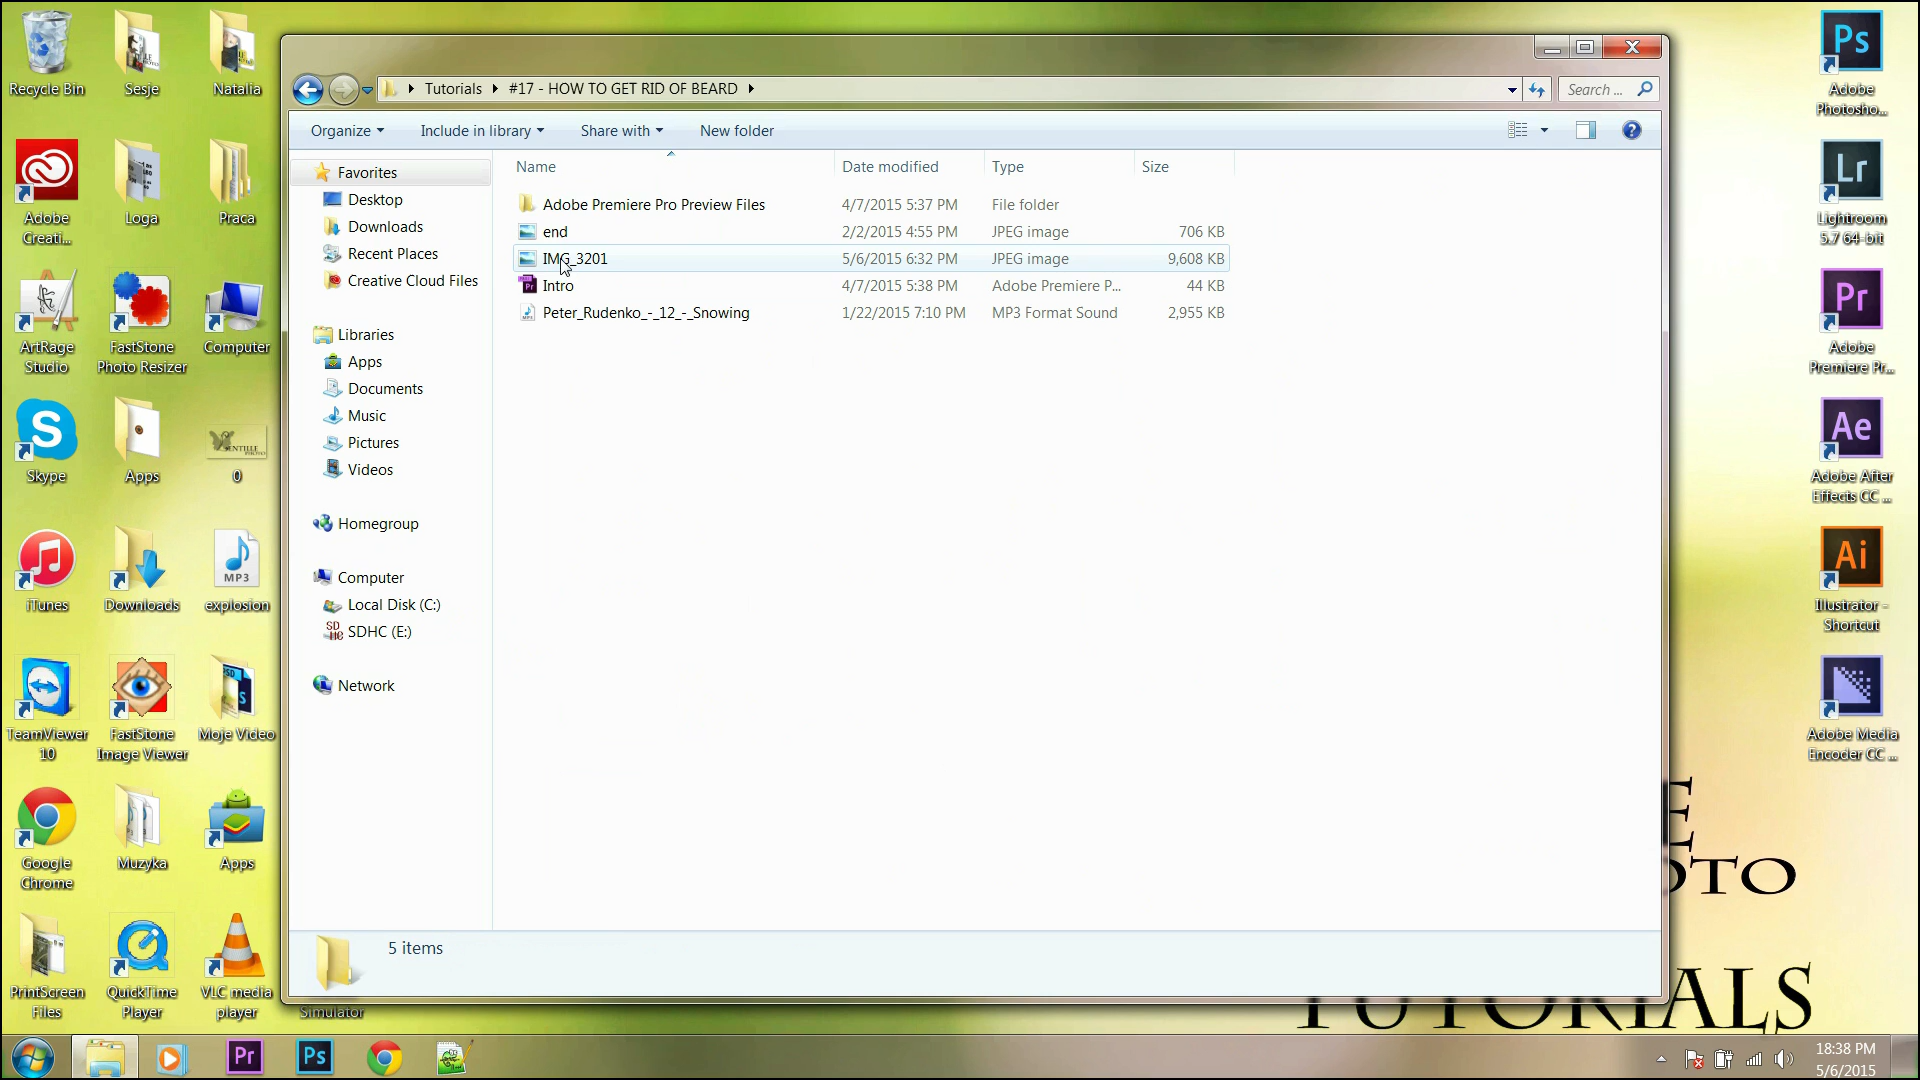 Recycle Bin
Sesje
Natalia
Adobe
Creati...
Loga
Praca
ArtRage
Studio
FastStone
Photo Resizer
Computer
Skype
Apps
0
iTunes
Downloads
MP3
explosion
TeamViewer
10
FastStone
Image Viewer
Moje Video
Google
Chrome
Muzyka
Apps
PrintScreen
Files
QuickTime
Player
VLC media
player
Simulator
Tutorials
#17 - HOW TO GET RID OF BEARD
Search ...
Organize
Include in library
Share with
New folder
Favorites
Desktop
Downloads
Recent Places
Creative Cloud Files
Libraries
Apps
Documents
Music
Pictures
Videos
Homegroup
Computer
Local Disk (C:)
SDHC (E:)
Network
Name Date modified Type Size
Adobe Premiere Pro Preview Files 4/7/2015 5:37 PM File folder
end 2/2/2015 4:55 PM JPEG image 706 KB
IMG_3201 5/6/2015 6:32 PM JPEG image 9,608 KB
Intro 4/7/2015 5:38 PM Adobe Premiere P... 44 KB
Peter_Rudenko_-_12_-_Snowing 1/22/2015 7:10 PM MP3 Format Sound 2,955 KB
5 items
Ps
Adobe
Photosho...
Lr
Lightroom
5.7 64-bit
Pr
Adobe
Premiere Pr...
Ae
Adobe After
Effects CC ...
Ai
Illustrator -
Shortcut
Adobe Media
Encoder CC ...
TUTORIALS
Pr
Ps
18:38 PM
5/6/2015